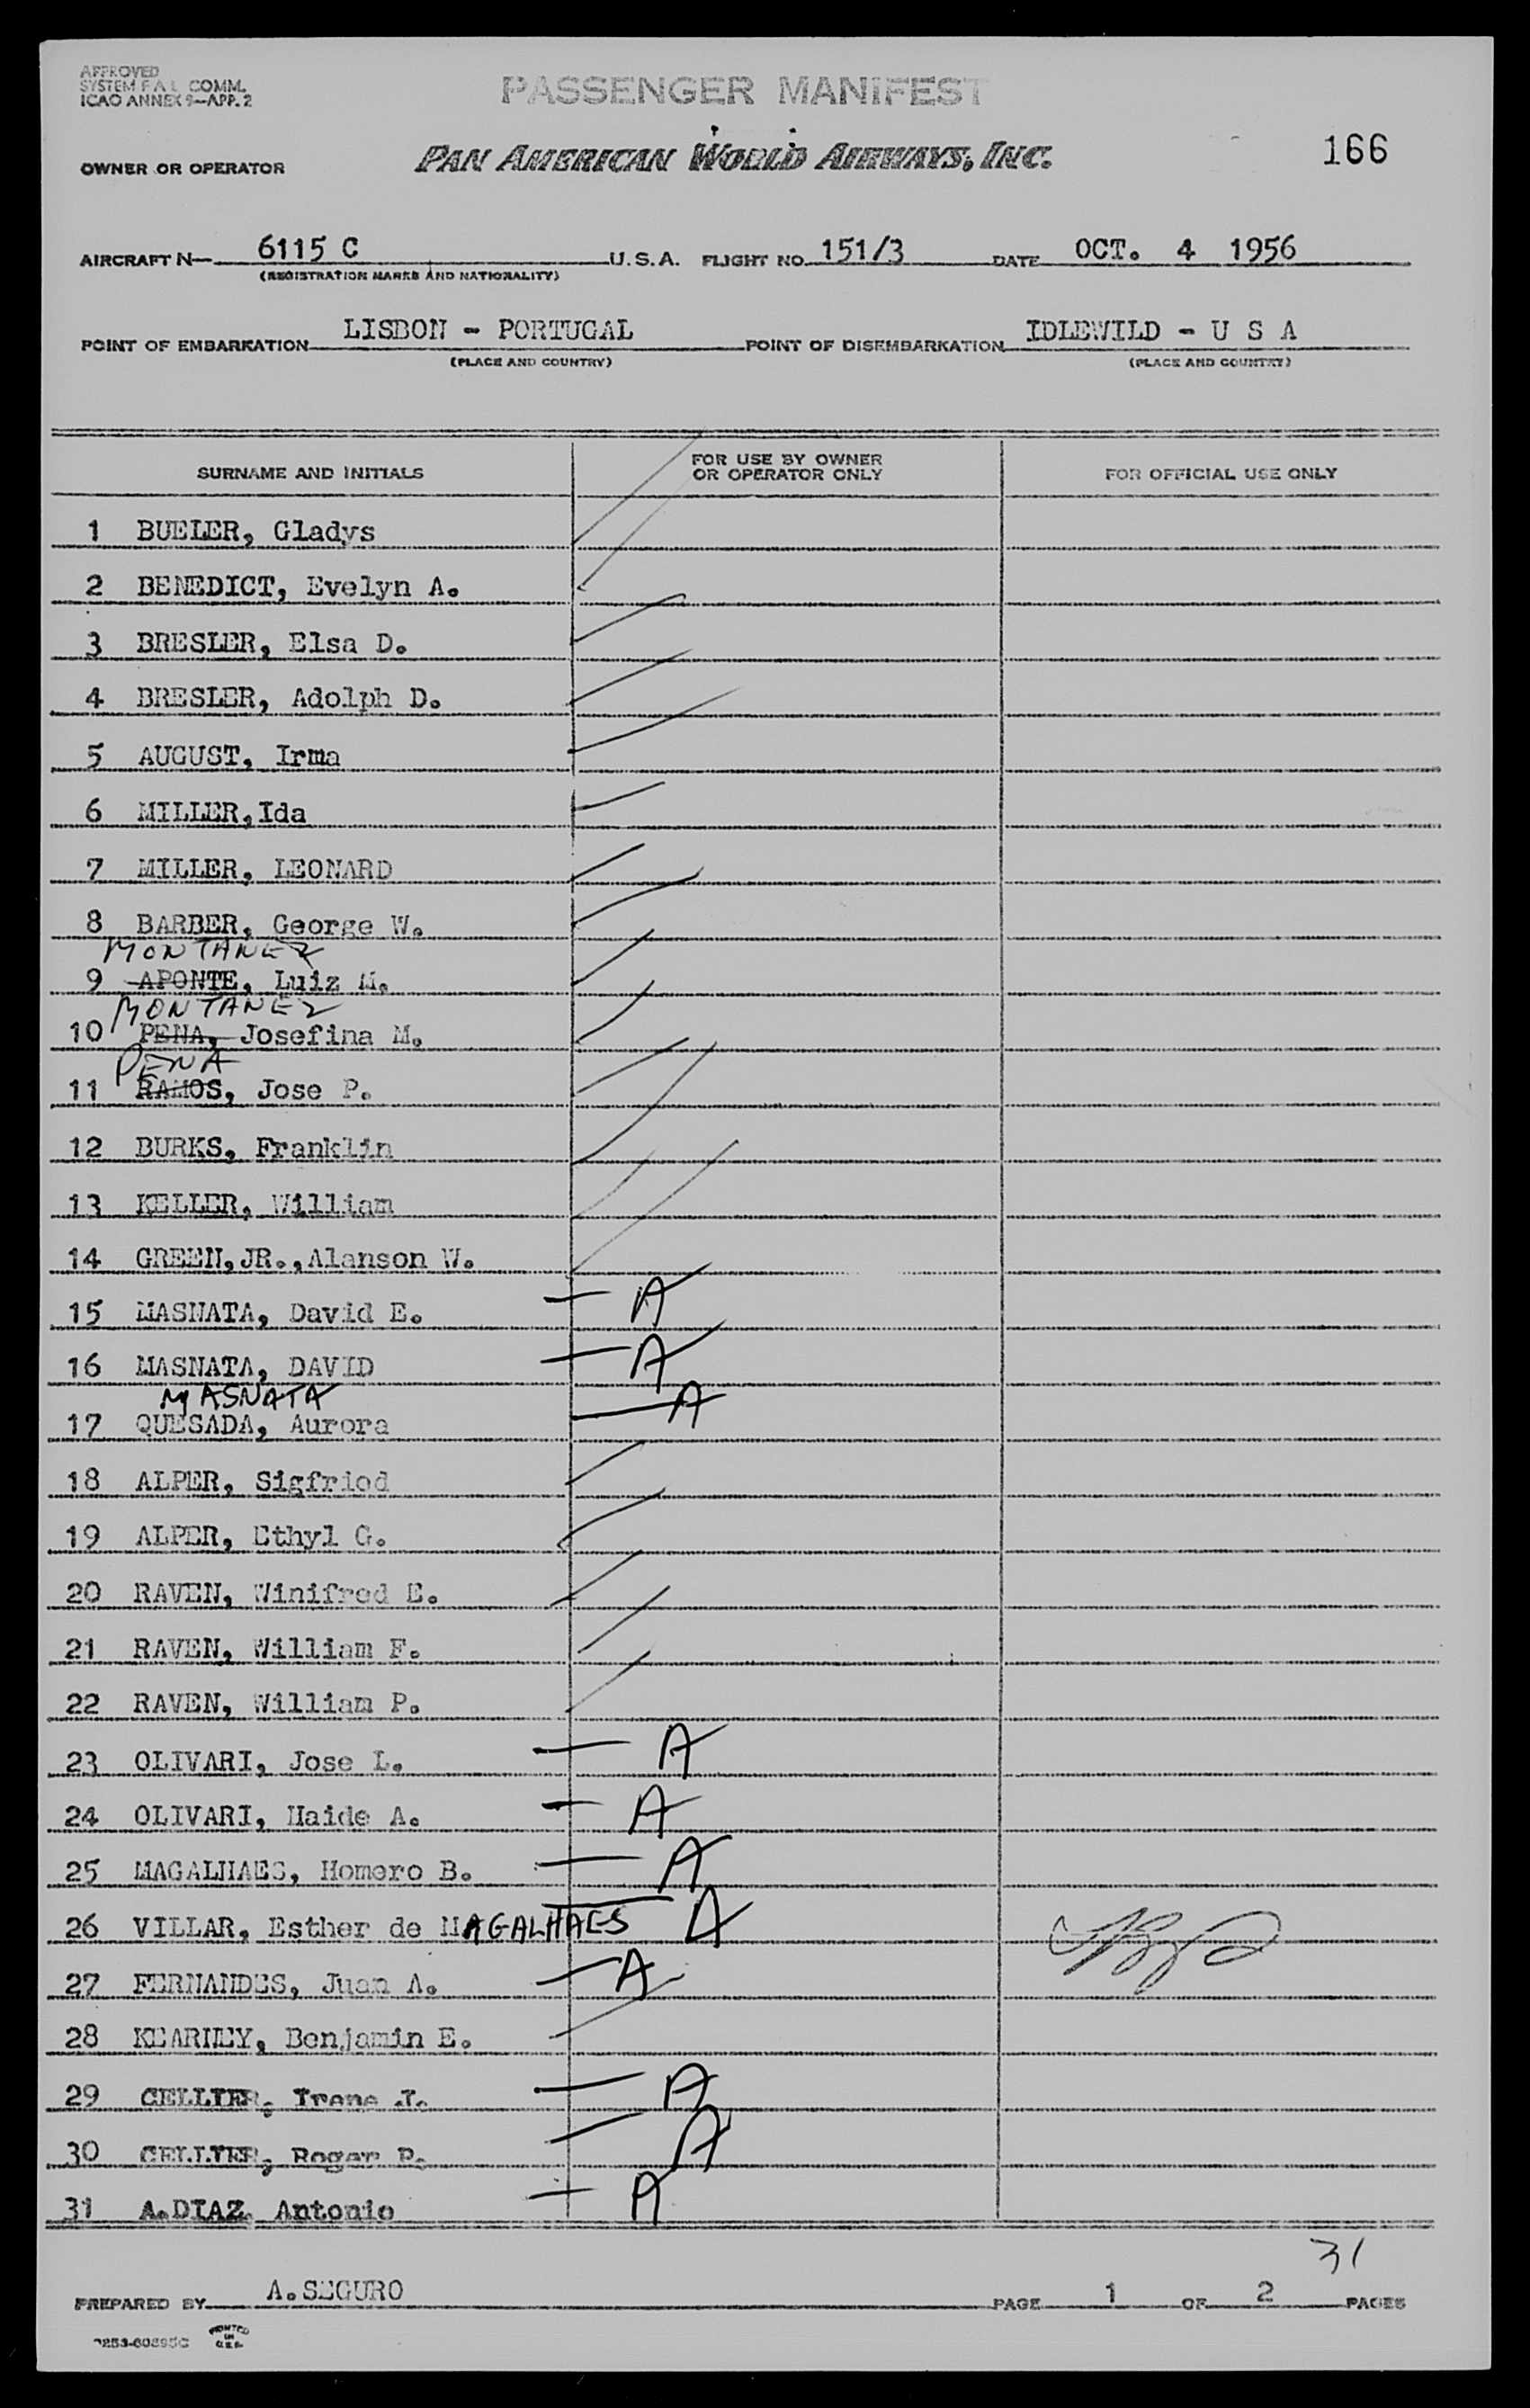 APPROVED
SYSTEM F A L COMM.
ICAO ANNEX 9—APP. 2
PASSENGER MANIFEST
OWNER OR OPERATOR PAN AMERICAN WORLD AIRWAYS, INC. 166
AIRCRAFT N— 6115 C U.S.A. FLIGHT NO. 151/3 DATE OCT. 4 1956
(REGISTRATION MARKS AND NATIONALITY)
POINT OF EMBARKATION LISBON - PORTUGAL POINT OF DISEMBARKATION IDLEWILD - U S A
(PLACE AND COUNTRY) (PLACE AND COUNTRY)
SURNAME AND INITIALS FOR USE BY OWNER OR OPERATOR ONLY FOR OFFICIAL USE ONLY
1 BUELER, Gladys
2 BENEDICT, Evelyn A.
3 BRESLER, Elsa D.
4 BRESLER, Adolph D.
5 AUGUST, Irma
6 MILLER, Ida
7 MILLER, LEONARD
8 BARBER, George W.
MONTANEZ
9 APONTE, Luiz M.
MONTANEZ
10 PENA, Josefina M.
PENA
11 RAMOS, Jose P.
12 BURKS, Franklin
13 KELLER, William
14 GREEN, JR., Alanson W.
15 MASNATA, David E. — A
16 MASNATA, DAVID — A
MASNATA
17 QUESADA, Aurora — A
18 ALPER, Sigfried
19 ALPER, Ethyl G.
20 RAVEN, Winifred E.
21 RAVEN, William F.
22 RAVEN, William P.
23 OLIVARI, Jose L. — A
24 OLIVARI, Haide A. — A
25 MAGALHAES, Homero B. — A
26 VILLAR, Esther de MAGALHAES — A
27 FERNANDES, Juan A. — A
28 KEARNEY, Benjamin E.
29 CELLIER, Irene J. — A
30 CELLIER, Roger P. — A
31 A.DIAZ Antonio — A
31
PREPARED BY A.SEGURO PAGE 1 OF 2 PAGES
PRINTED
IN
U.S.A.